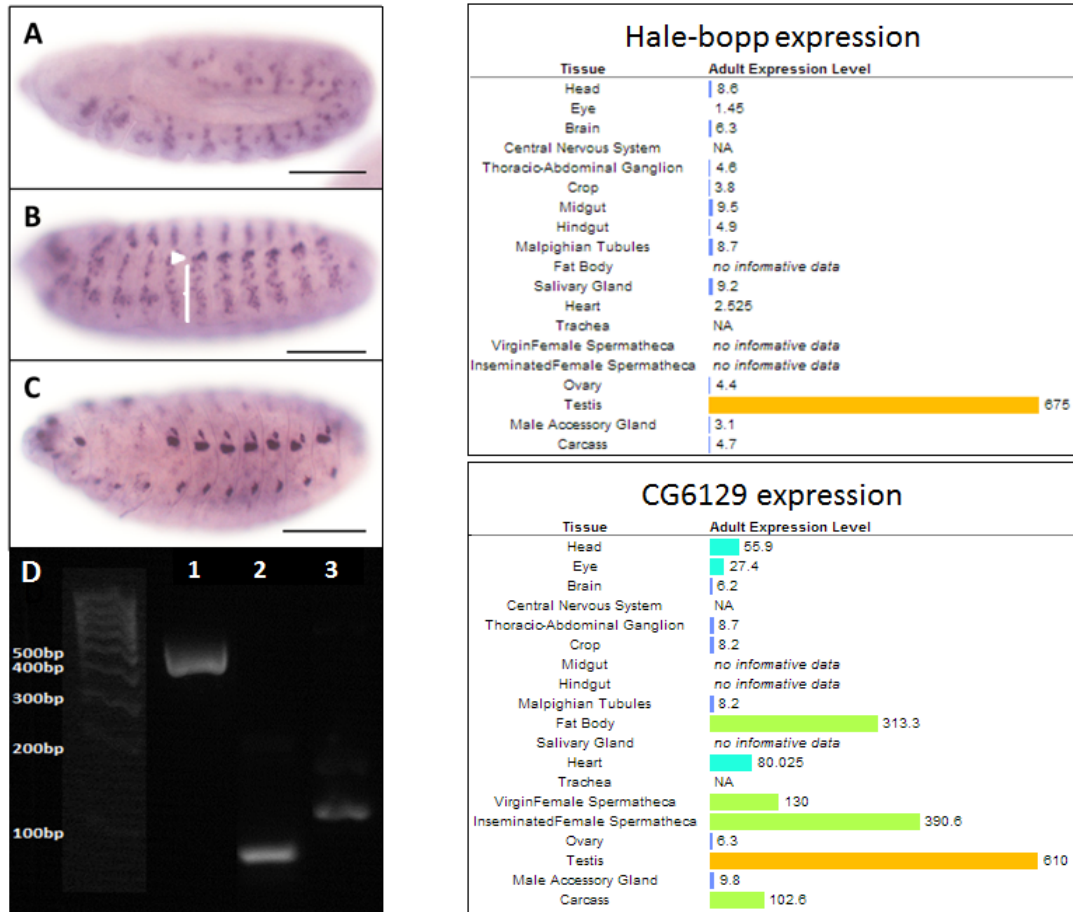 A
B
C
D 1 2 3
500bp
400bp
300bp
200bp
100bp
Hale-bopp expression
Tissue Adult Expression Level
Head 8.6
Eye 1.45
Brain 6.3
Central Nervous System NA
Thoracic-Abdominal Ganglion 4.6
Crop 3.8
Midgut 9.5
Hindgut 4.9
Malpighian Tubules 8.7
Fat Body no informative data
Salivary Gland 9.2
Heart 2.525
Trachea NA
VirginFemale Spermatheca no informative data
InseminatedFemale Spermatheca no informative data
Ovary 4.4
Testis 675
Male Accessory Gland 3.1
Carcass 4.7
CG6129 expression
Tissue Adult Expression Level
Head 55.9
Eye 27.4
Brain 6.2
Central Nervous System NA
Thoracic-Abdominal Ganglion 8.7
Crop 8.2
Midgut no informative data
Hindgut no informative data
Malpighian Tubules 8.2
Fat Body 313.3
Salivary Gland no informative data
Heart 80.025
Trachea NA
VirginFemale Spermatheca 130
InseminatedFemale Spermatheca 390.6
Ovary 6.3
Testis 610
Male Accessory Gland 9.8
Carcass 102.6